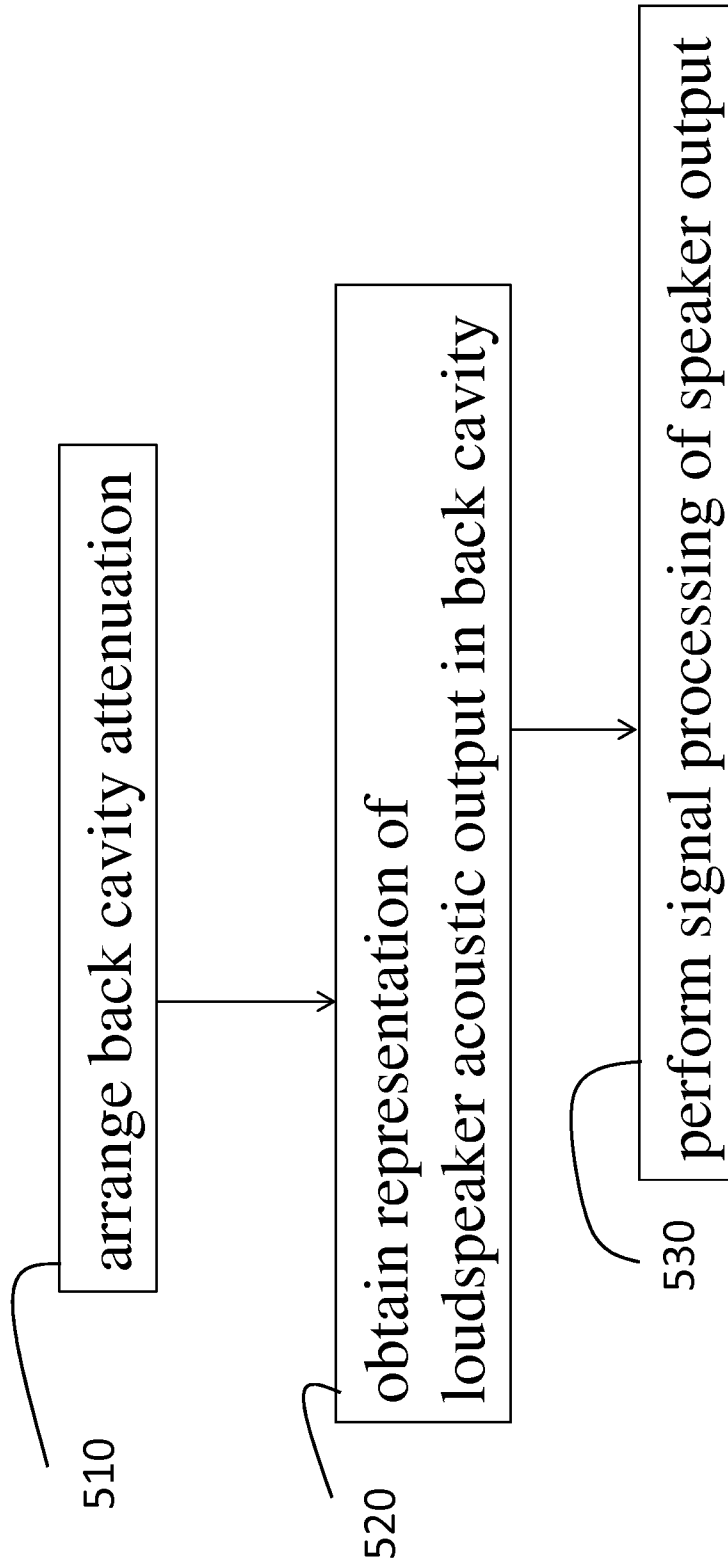 510
arrange back cavity attenuation
520
obtain representation of
loudspeaker acoustic output in back cavity
530
perform signal processing of speaker output